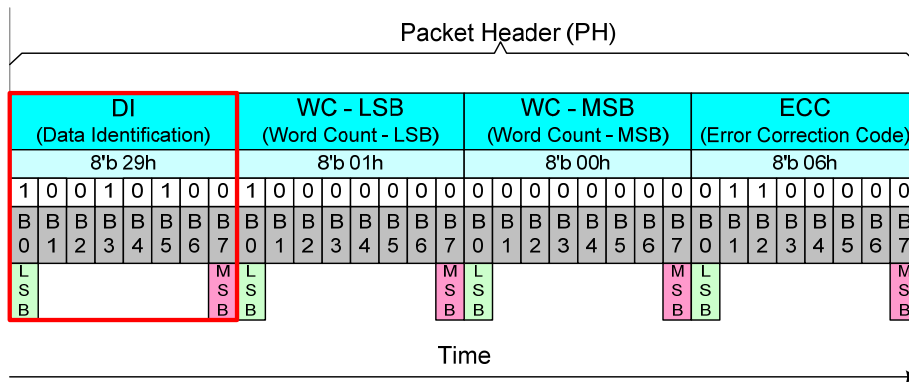 Packet Header (PH)
DI WC - LSB WC - MSB ECC
(Data Identification) (Word Count - LSB) (Word Count - MSB) (Error Correction Code)
8'b 29h 8'b 01h 8'b 00h 8'b 06h
1 0 0 1 0 1 0 0 1 0 0 0 0 0 0 0 0 0 0 0 0 0 0 0 0 1 1 0 0 0 0 0
B0 B1 B2 B3 B4 B5 B6 B7 B0 B1 B2 B3 B4 B5 B6 B7 B0 B1 B2 B3 B4 B5 B6 B7 B0 B1 B2 B3 B4 B5 B6 B7
LSB MSB LSB MSB LSB MSB LSB MSB
Time